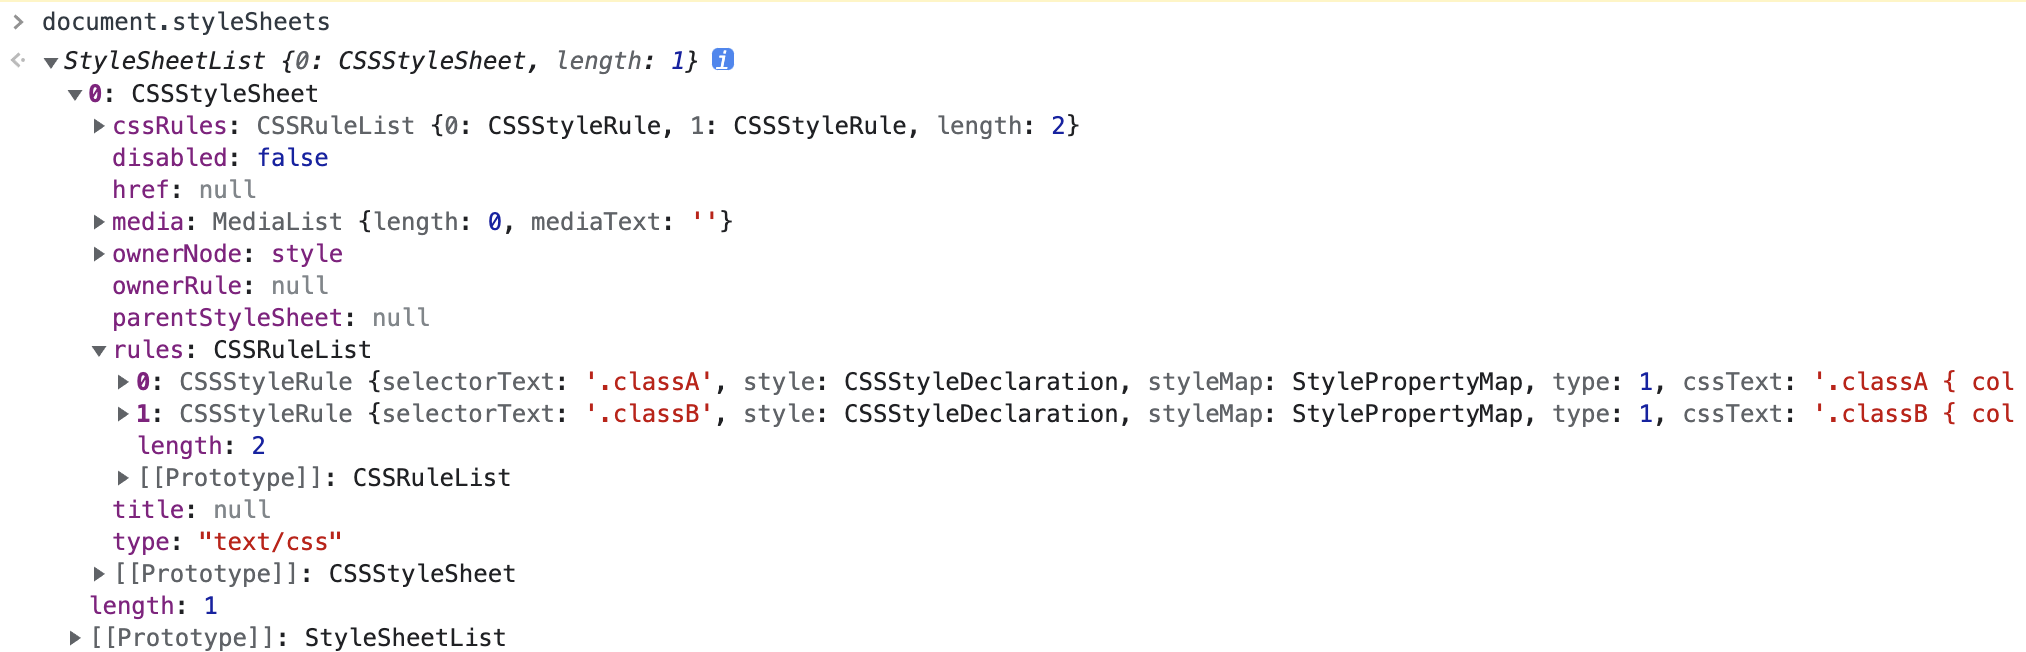 > document.styleSheets
<· ▼StyleSheetList {0: CSSStyleSheet, length: 1} i
▼0: CSSStyleSheet
▶cssRules: CSSRuleList {0: CSSStyleRule, 1: CSSStyleRule, length: 2}
disabled: false
href: null
▶media: MediaList {length: 0, mediaText: ''}
▶ownerNode: style
ownerRule: null
parentStyleSheet: null
▼rules: CSSRuleList
▶0: CSSStyleRule {selectorText: '.classA', style: CSSStyleDeclaration, styleMap: StylePropertyMap, type: 1, cssText: '.classA { col
▶1: CSSStyleRule {selectorText: '.classB', style: CSSStyleDeclaration, styleMap: StylePropertyMap, type: 1, cssText: '.classB { col
length: 2
▶[[Prototype]]: CSSRuleList
title: null
type: "text/css"
▶[[Prototype]]: CSSStyleSheet
length: 1
▶[[Prototype]]: StyleSheetList